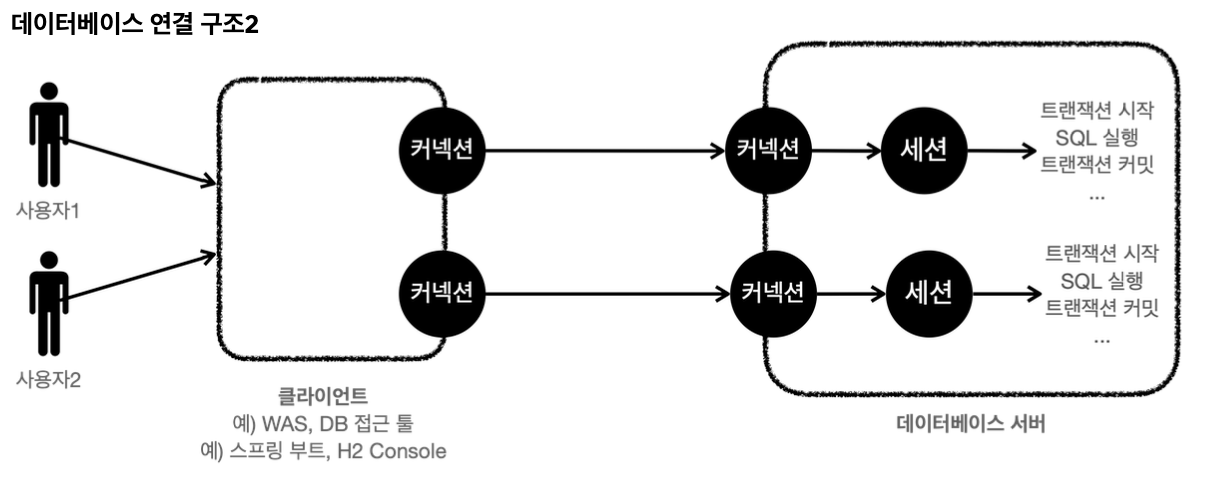 데이터베이스 연결 구조2
사용자1
사용자2
커넥션
커넥션
클라이언트
예) WAS, DB 접근 툴
예) 스프링 부트, H2 Console
커넥션
세션
트랜잭션 시작
SQL 실행
트랜잭션 커밋
...
커넥션
세션
트랜잭션 시작
SQL 실행
트랜잭션 커밋
...
데이터베이스 서버